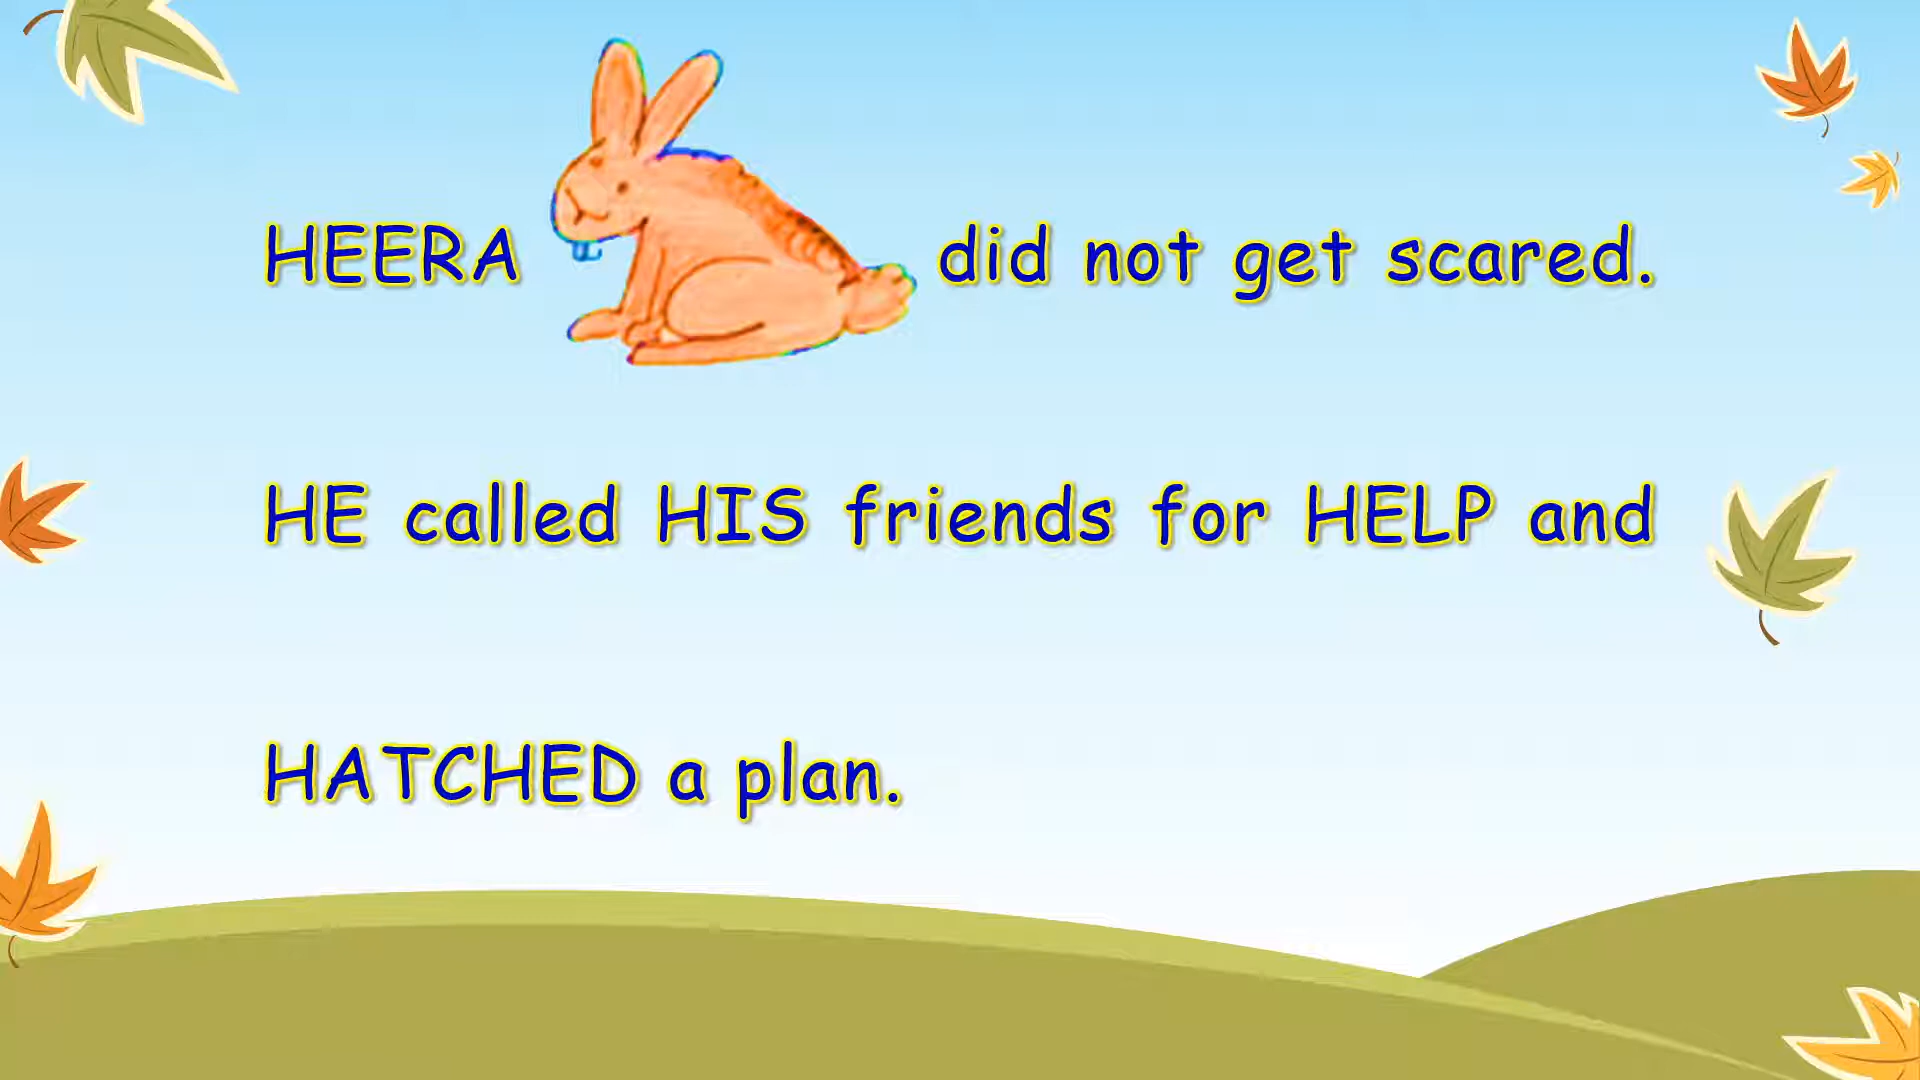 HEERA did not get scared.
HE called HIS friends for HELP and
HATCHED a plan.